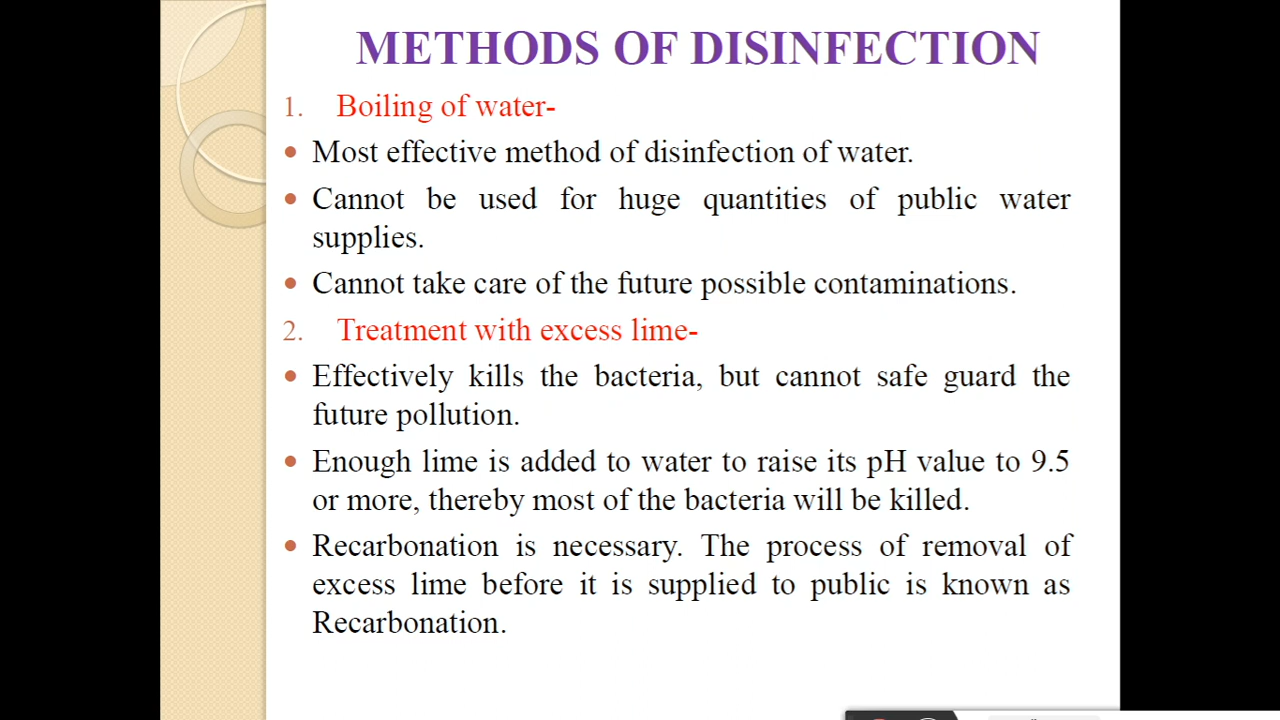 METHODS OF DISINFECTION
1. Boiling of water-
• Most effective method of disinfection of water.
• Cannot be used for huge quantities of public water
supplies.
• Cannot take care of the future possible contaminations.
2. Treatment with excess lime-
• Effectively kills the bacteria, but cannot safe guard the
future pollution.
• Enough lime is added to water to raise its pH value to 9.5
or more, thereby most of the bacteria will be killed.
• Recarbonation is necessary. The process of removal of
excess lime before it is supplied to public is known as
Recarbonation.